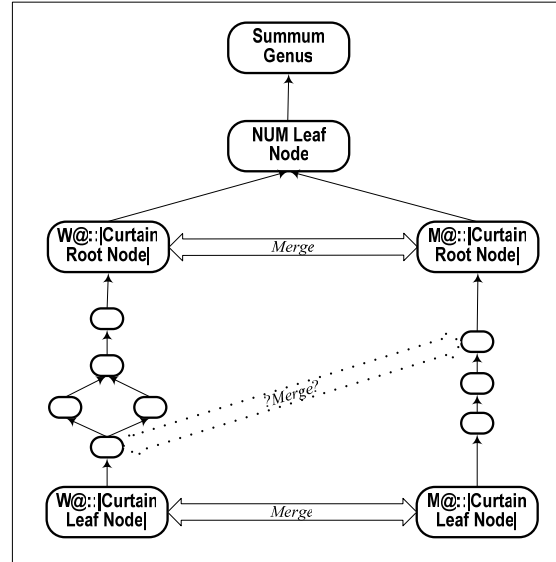 Summum
Genus
NUM Leaf
Node
W@::|Curtain
Root Node|
Merge
M@::|Curtain
Root Node|
?Merge?
W@::|Curtain
Leaf Node|
Merge
M@::|Curtain
Leaf Node|